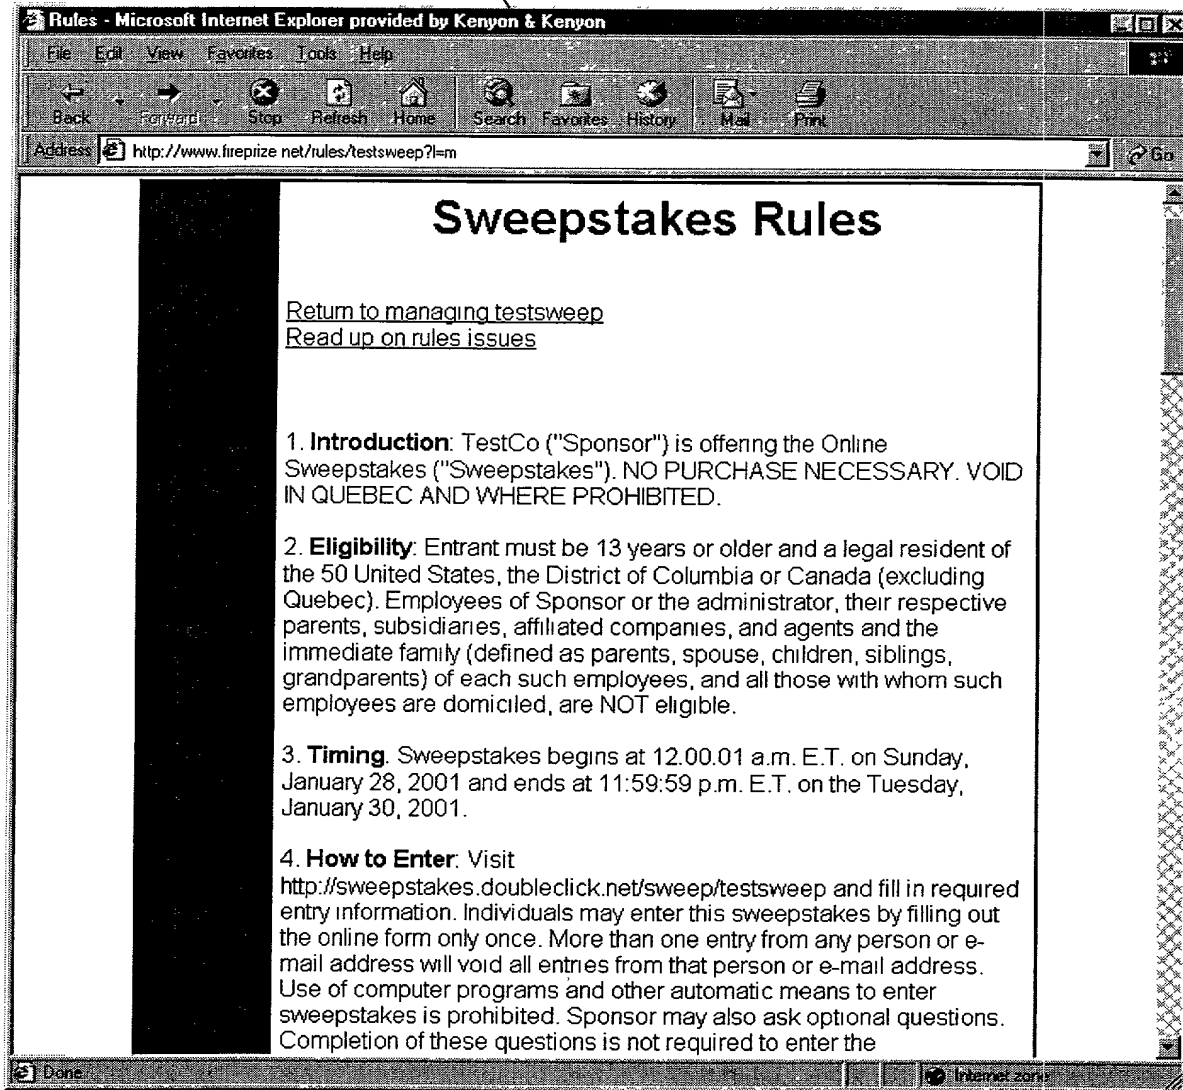 Rules - Microsoft Internet Explorer provided by Kenyon & Kenyon
File Edit View Favorites Tools Help
Back Forward Stop Refresh Home Search Favorites History Mail Print
Address http://www.fireprize net/rules/testsweep?l=m Go
Sweepstakes Rules
Return to managing testsweep
Read up on rules issues
1. Introduction: TestCo ("Sponsor") is offering the Online
Sweepstakes ("Sweepstakes"). NO PURCHASE NECESSARY. VOID
IN QUEBEC AND WHERE PROHIBITED.
2. Eligibility: Entrant must be 13 years or older and a legal resident of
the 50 United States, the District of Columbia or Canada (excluding
Quebec). Employees of Sponsor or the administrator, their respective
parents, subsidiaries, affiliated companies, and agents and the
immediate family (defined as parents, spouse, children, siblings,
grandparents) of each such employees, and all those with whom such
employees are domiciled, are NOT eligible.
3. Timing. Sweepstakes begins at 12.00.01 a.m. E.T. on Sunday,
January 28, 2001 and ends at 11:59:59 p.m. E.T. on the Tuesday,
January 30, 2001.
4. How to Enter: Visit
http://sweepstakes.doubleclick.net/sweep/testsweep and fill in required
entry information. Individuals may enter this sweepstakes by filling out
the online form only once. More than one entry from any person or e-
mail address will void all entries from that person or e-mail address.
Use of computer programs and other automatic means to enter
sweepstakes is prohibited. Sponsor may also ask optional questions.
Completion of these questions is not required to enter the
Done Internet zone